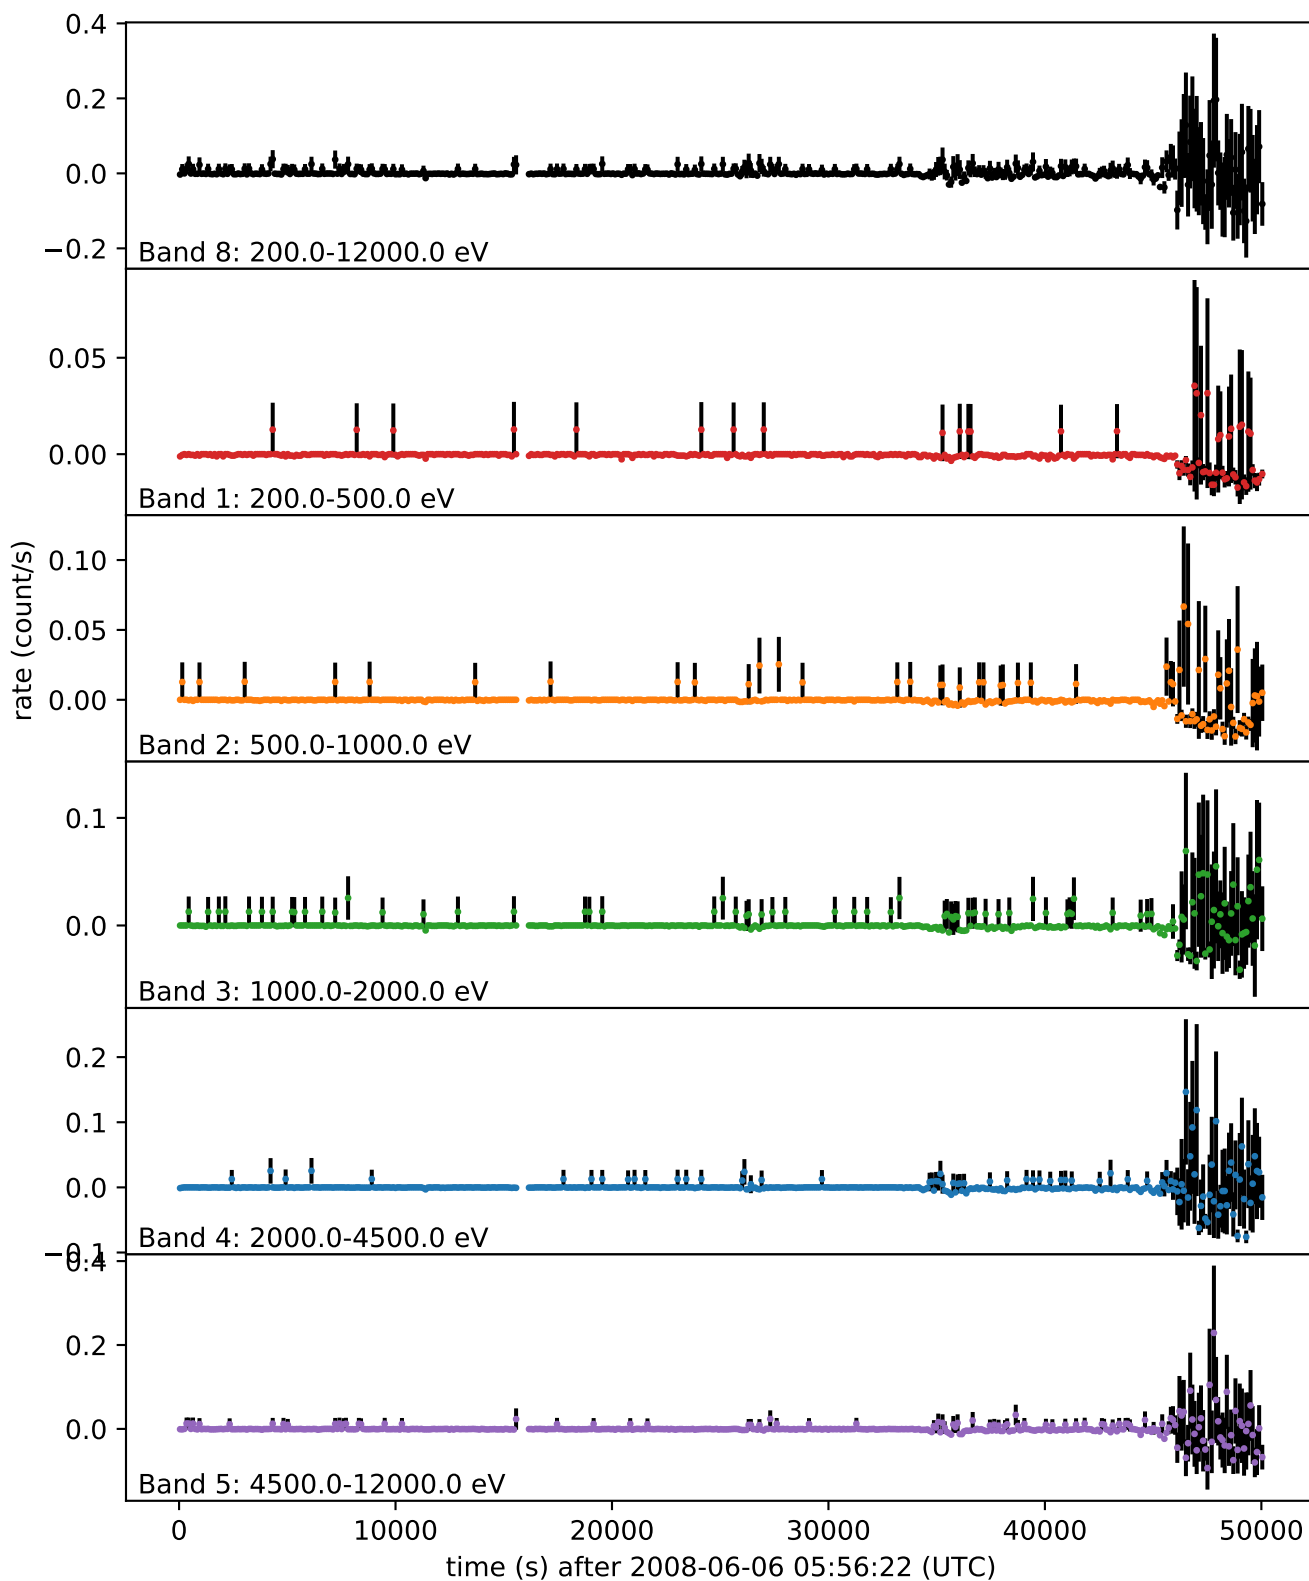 0.4
0.2
0.0
−0.2
Band 8: 200.0-12000.0 eV
0.05
0.00
Band 1: 200.0-500.0 eV
0.10
0.05
0.00
Band 2: 500.0-1000.0 eV
rate (count/s)
0.1
0.0
Band 3: 1000.0-2000.0 eV
0.2
0.1
0.0
−0.1
Band 4: 2000.0-4500.0 eV
0.4
0.2
0.0
Band 5: 4500.0-12000.0 eV
0 10000 20000 30000 40000 50000
time (s) after 2008-06-06 05:56:22 (UTC)